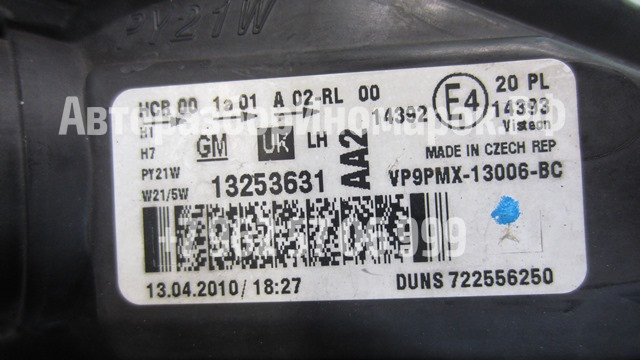 PY21W
HCR 00 1a 01 A 02-RL 00
14392 E4 20 PL
14393
Visteon
H1
H7
PY21W
W21/5W
GM UK LH
AA2
MADE IN CZECH REP
13253631
VP9PMX-13006-BC
13.04.2010/ 18:27
DUNS 722556250
Авторазборйномарок.РФ